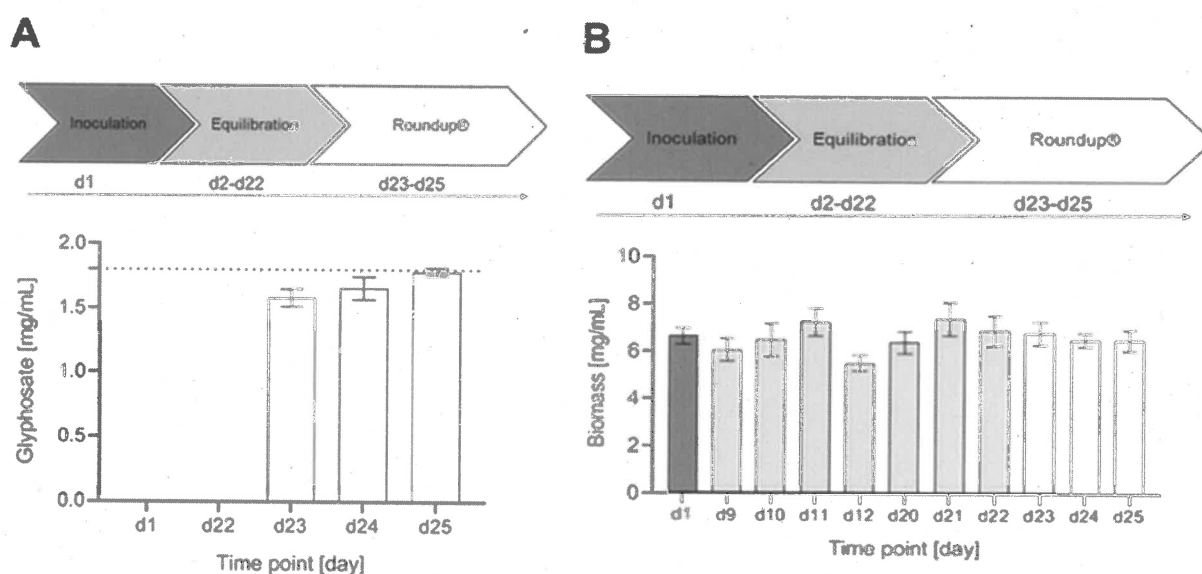 A
Inoculation
Equilibration
Roundup®
d1
d2-d22
d23-d25
2.0
1.5
1.0
0.5
0.0
Glyphosate [mg/mL]
d1
d22
d23
d24
d25
Time point [day]
B
Inoculation
Equilibration
Roundup®
d1
d2-d22
d23-d25
10
8
6
4
2
0
Biomass [mg/mL]
d1
d9
d10
d11
d12
d20
d21
d22
d23
d24
d25
Time point [day]